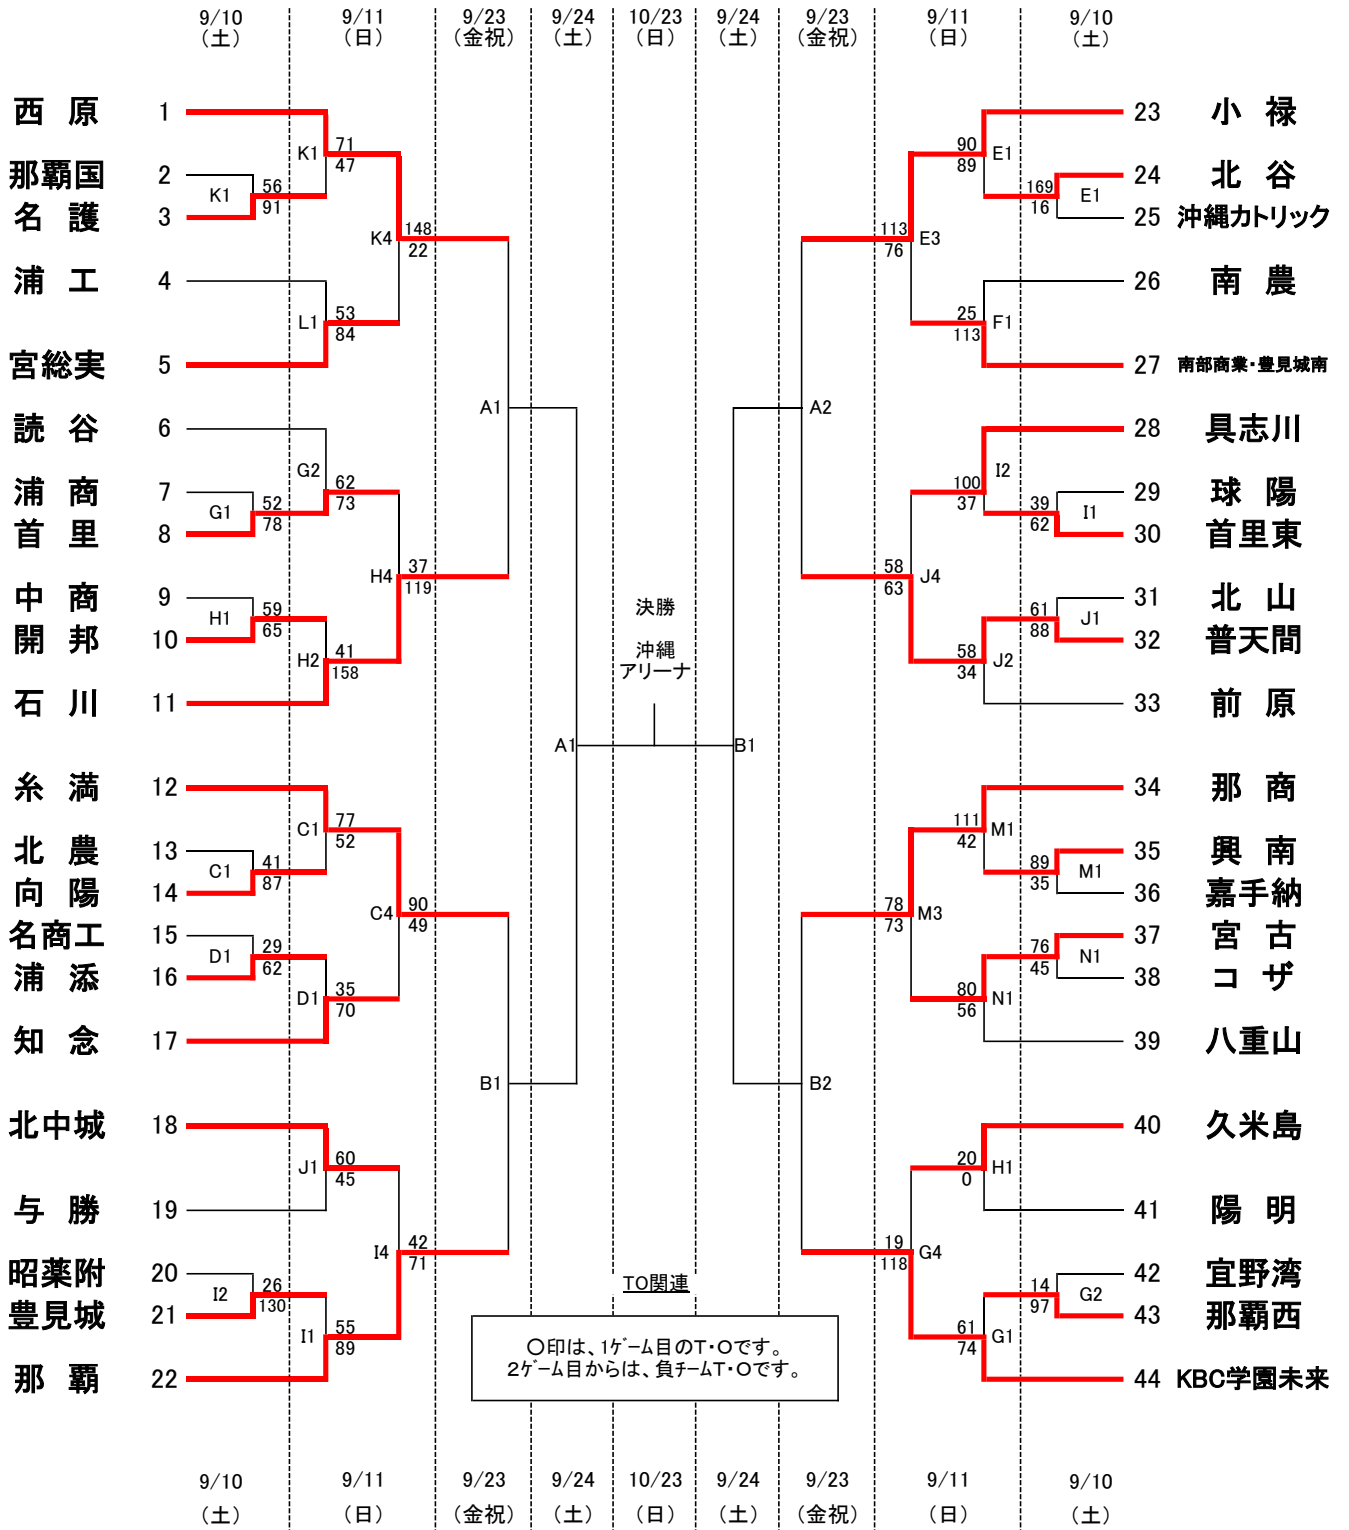 9/10 9/11 9/23 9/24 10/23 9/24 9/23 9/11 9/10
（土） （日） （金祝） （土） （日） （土） （金祝） （日） （土）
西 原 1 23 小 禄
K1 71 90 E1
47 89
那覇国 2 24 北 谷
K1 56 169 E1
91 16
名 護 3 25 沖縄カトリック
K4 148 113 E3
22 76
浦 工 4 26 南 農
L1 53 25 F1
84 113
宮総実 5 27 南部商業・豊見城南
A1 A2
読 谷 6 28 具志川
G2 62 100 I2
73 37
浦 商 7 29 球 陽
G1 52 39 I1
78 62
首 里 8 30 首里東
H4 37 58 J4
119 63
中 商 9 31 北 山
H1 59 61 J1
65 88
決勝
開 邦 10 32 普天間
沖縄
アリーナ
H2 41 58 J2
158 34
石 川 11 33 前 原
A1 B1
糸 満 12 34 那 商
C1 77 111 M1
52 42
北 農 13 35 興 南
C1 41 89 M1
87 35
向 陽 14 36 嘉手納
C4 90 78 M3
49 73
名商工 15 37 宮 古
D1 29 76 N1
62 45
浦 添 16 38 コ ザ
D1 35 80 N1
70 56
知 念 17 39 八重山
B1 B2
北中城 18 40 久米島
J1 60 20 H1
45 0
与 勝 19 41 陽 明
I4 42 19 G4
71 118
昭薬附 20 42 宜野湾
I2 26 14 G2
130 97
豊見城 21 43 那覇西
I1 55 61 G1
89 74
那 覇 22 44 KBC学園未来
TO関連
○印は、1ｹﾞｰﾑ目のT・Oです。
2ｹﾞｰﾑ目からは、負ﾁｰﾑT・Oです。
9/10 9/11 9/23 9/24 10/23 9/24 9/23 9/11 9/10
（土） （日） （金祝） （土） （日） （土） （金祝） （日） （土）